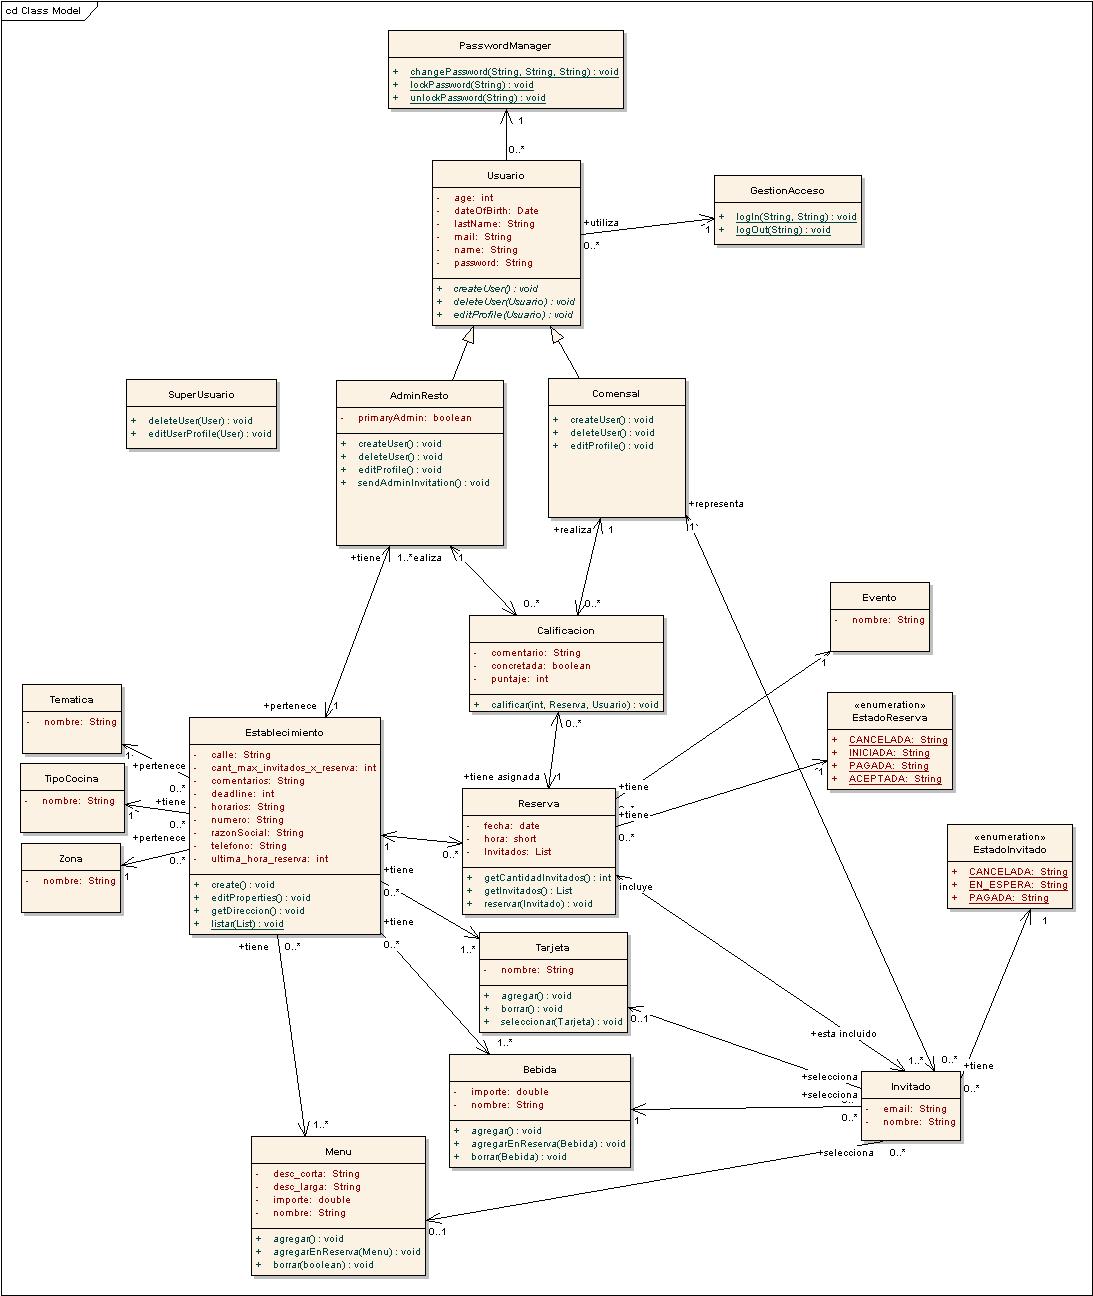 cd Class Model
PasswordManager
+ changePassword(String, String, String) : void
+ lockPassword(String) : void
+ unlockPassword(String) : void
1
0..*
Usuario
- age: int
- dateOfBirth: Date
- lastName: String
- mail: String
- name: String
- password: String
+ createUser() : void
+ deleteUser(Usuario) : void
+ editProfile(Usuario) : void
+utiliza
0..*
1
GestionAcceso
+ logIn(String, String) : void
+ logOut(String) : void
SuperUsuario
+ deleteUser(User) : void
+ editUserProfile(User) : void
AdminResto
- primaryAdmin: boolean
+ createUser() : void
+ deleteUser() : void
+ editProfile() : void
+ sendAdminInvitation() : void
Comensal
+ createUser() : void
+ deleteUser() : void
+ editProfile() : void
+representa
1
+realiza
1
+tiene
1..*ealiza
1
0..*
0..*
Calificacion
- comentario: String
- concretada: boolean
- puntaje: int
+ calificar(int, Reserva, Usuario) : void
0..*
Evento
- nombre: String
1
«enumeration»
EstadoReserva
+ CANCELADA: String
+ INICIADA: String
+ PAGADA: String
+ ACEPTADA: String
1
+pertenece
1
Tematica
- nombre: String
1
+pertenece
0..*
TipoCocina
- nombre: String
+tiene
1
0..*
Zona
- nombre: String
+pertenece
0..*
1
Establecimiento
- calle: String
- cant_max_invitados_x_reserva: int
- comentarios: String
- deadline: int
- horarios: String
- numero: String
- razonSocial: String
- telefono: String
- ultima_hora_reserva: int
+ create() : void
+ editProperties() : void
+ getDireccion() : void
+ listar(List) : void
+tiene asignada
1
+tiene
0..*
+tiene
0..*
Reserva
- fecha: date
- hora: short
- Invitados: List
+ getCantidadInvitados() : int
+ getInvitados() : List
+ reservar(Invitado) : void
1
0..*
incluye
«enumeration»
EstadoInvitado
+ CANCELADA: String
+ EN_ESPERA: String
+ PAGADA: String
1
+tiene
0..*
1..*
+tiene
0..*
1..*
+tiene
0..*
Tarjeta
- nombre: String
+ agregar() : void
+ borrar() : void
+ seleccionar(Tarjeta) : void
0..1
+esta incluido
1..*
0..*
+tiene
0..*
+selecciona
+selecciona
0..
0..*
Invitado
- email: String
- nombre: String
+selecciona
0..*
Bebida
- importe: double
- nombre: String
+ agregar() : void
+ agregarEnReserva(Bebida) : void
+ borrar(Bebida) : void
1
1..*
Menu
- desc_corta: String
- desc_larga: String
- importe: double
- nombre: String
+ agregar() : void
+ agregarEnReserva(Menu) : void
+ borrar(boolean) : void
0..1